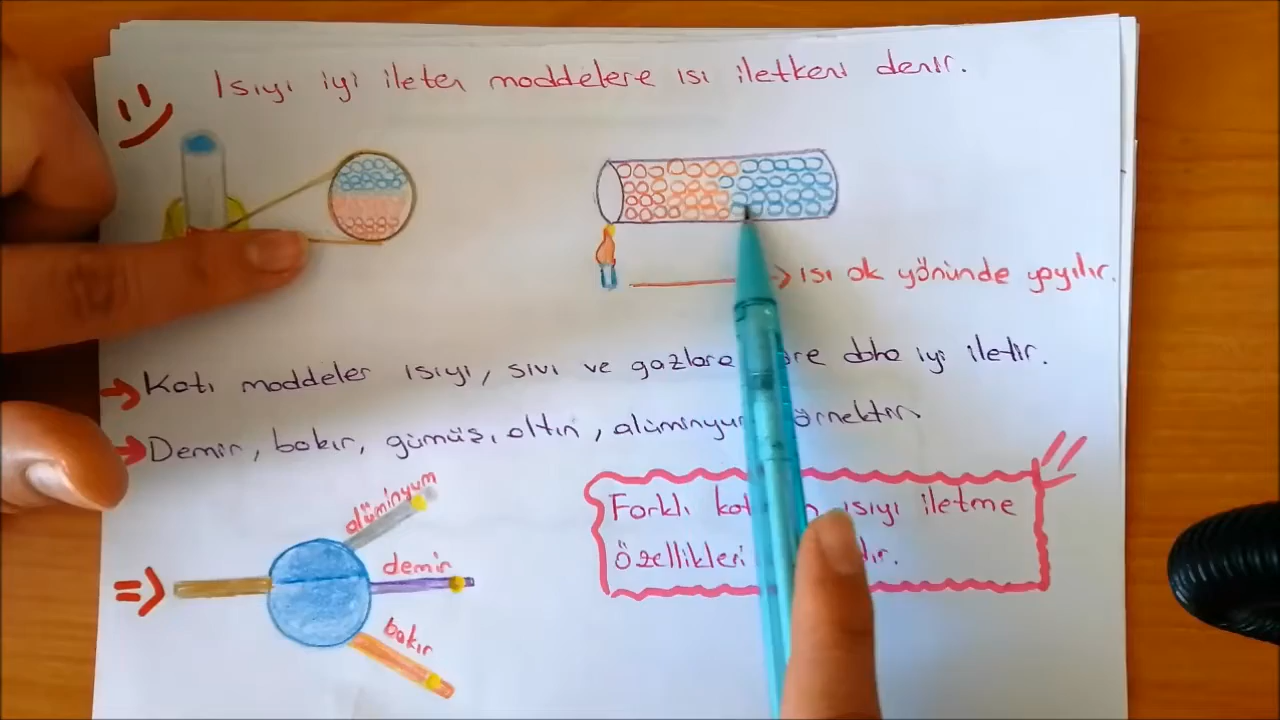 Isıyı iyi ileten maddelere ısı iletkeni denir.
ısı ok yönünde yayılır.
Katı maddeler ısıyı, sıvı ve gazlara daha iyi iletir.
Demir, bakır, gümüş, altın, alüminyum örnektir.
alüminyum
demir
bakır
Farklı ısıyı iletme
özellikleri